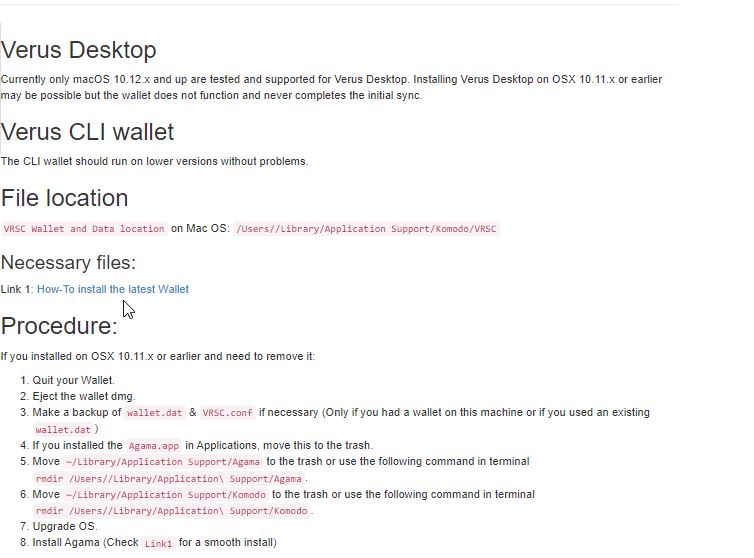 Verus Desktop
Currently only macOS 10.12.x and up are tested and supported for Verus Desktop. Installing Verus Desktop on OSX 10.11.x or earlier
may be possible but the wallet does not function and never completes the initial sync.
Verus CLI wallet
The CLI wallet should run on lower versions without problems.
File location
VRSC Wallet and Data location on Mac OS: /Users//Library/Application Support/Komodo/VRSC
Necessary files:
Link 1: How-To install the latest Wallet
Procedure:
If you installed on OSX 10.11.x or earlier and need to remove it:
1. Quit your Wallet.
2. Eject the wallet dmg.
3. Make a backup of wallet.dat & VRSC.conf if necessary (Only if you had a wallet on this machine or if you used an existing
wallet.dat )
4. If you installed the Agama.app in Applications, move this to the trash.
5. Move ~/Library/Application Support/Agama to the trash or use the following command in terminal
rmdir /Users//Library/Application\ Support/Agama .
6. Move ~/Library/Application Support/Komodo to the trash or use the following command in terminal
rmdir /Users//Library/Application\ Support/Komodo .
7. Upgrade OS.
8. Install Agama (Check Link1 for a smooth install)